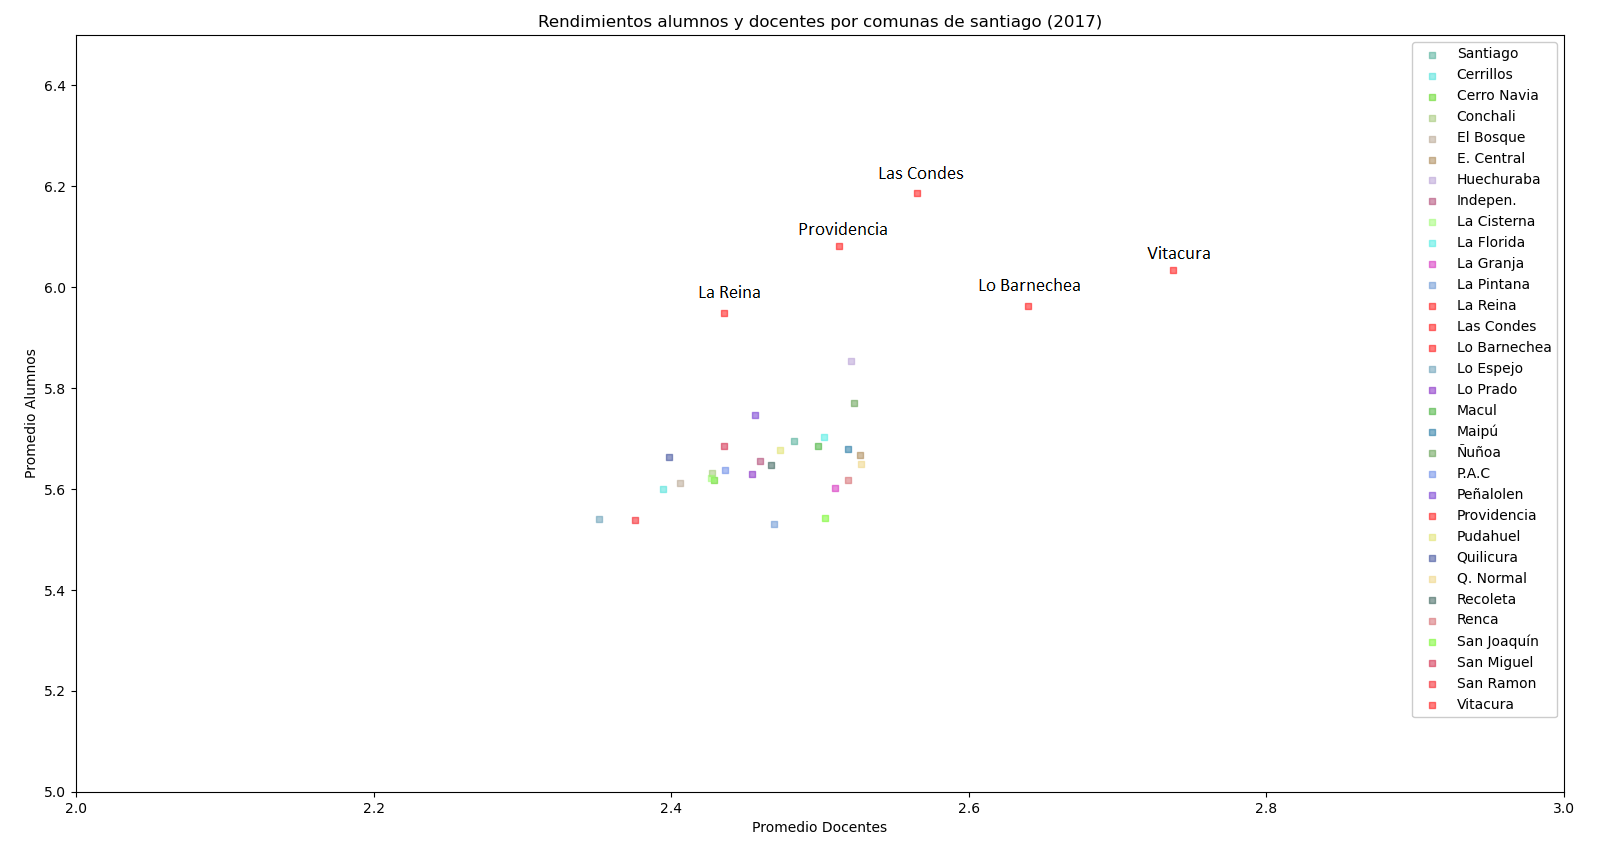 Rendimientos alumnos y docentes por comunas de santiago (2017)
6.4
6.2
6.0
5.8
5.6
5.4
5.2
5.0
Promedio Alumnos
Las Condes
Providencia
Vitacura
Lo Barnechea
La Reina
Santiago
Cerrillos
Cerro Navia
Conchali
El Bosque
E. Central
Huechuraba
Indepen.
La Cisterna
La Florida
La Granja
La Pintana
La Reina
Las Condes
Lo Barnechea
Lo Espejo
Lo Prado
Macul
Maipú
Ñuñoa
P.A.C
Peñalolen
Providencia
Pudahuel
Quilicura
Q. Normal
Recoleta
Renca
San Joaquín
San Miguel
San Ramon
Vitacura
2.0 2.2 2.4 2.6 2.8 3.0
Promedio Docentes